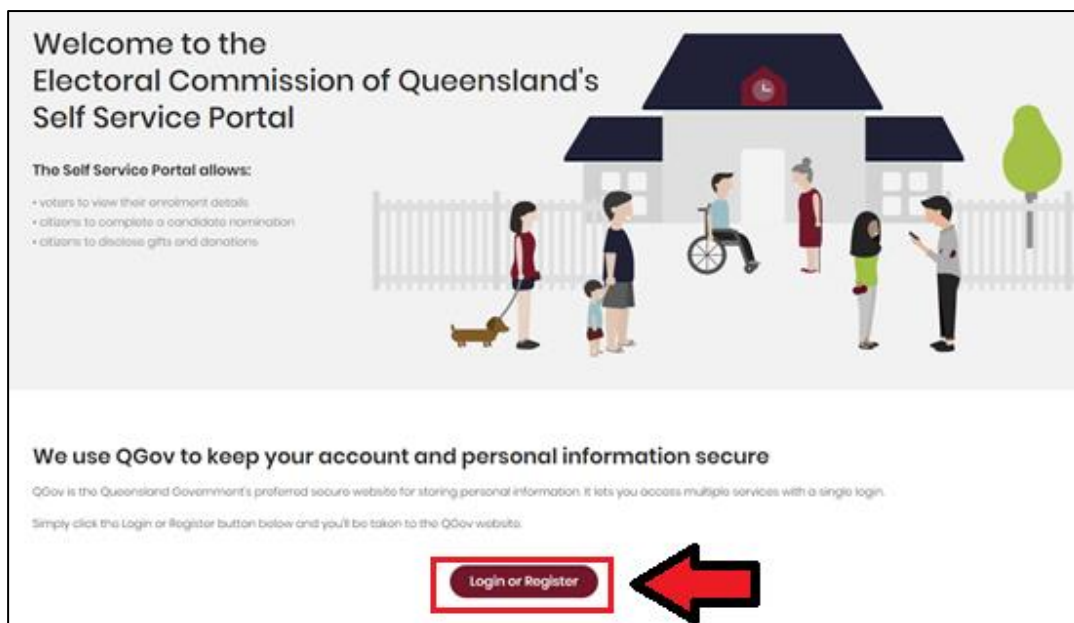 Welcome to the
Electoral Commission of Queensland's
Self Service Portal
The Self Service Portal allows:
• voters to view their enrolment details
• citizens to complete a candidate nomination
• citizens to disclose gifts and donations
We use QGov to keep your account and personal information secure
QGov is the Queensland Government's preferred secure website for storing personal information. It lets you access multiple services with a single login.
Simply click the Login or Register button below and you'll be taken to the QGov website.
Login or Register